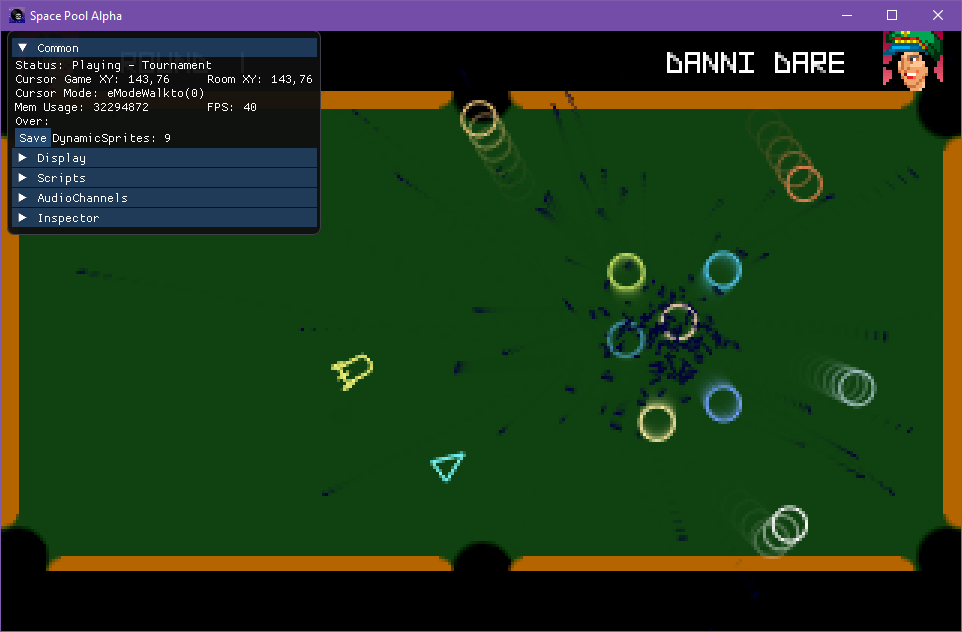 Space Pool Alpha
Common
DANNI DARE
Status: Playing - Tournament
Cursor Game XY: 143,76 Room XY: 143,76
Cursor Mode: eModeWalkto(0)
Mem Usage: 32294872 FPS: 40
Over:
Save DynamicSprites: 9
Display
Scripts
AudioChannels
Inspector